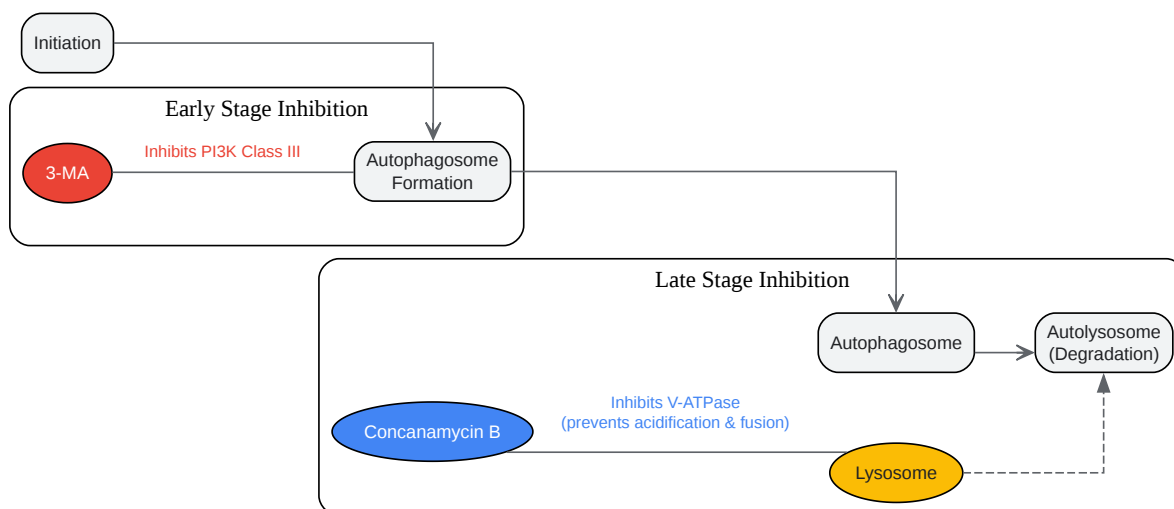 Initiation
Early Stage Inhibition
Inhibits PI3K Class III
3-MA
Autophagosome
Formation
Late Stage Inhibition
Autophagosome
Autolysosome
(Degradation)
Inhibits V-ATPase
(prevents acidification & fusion)
Concanamycin B
Lysosome